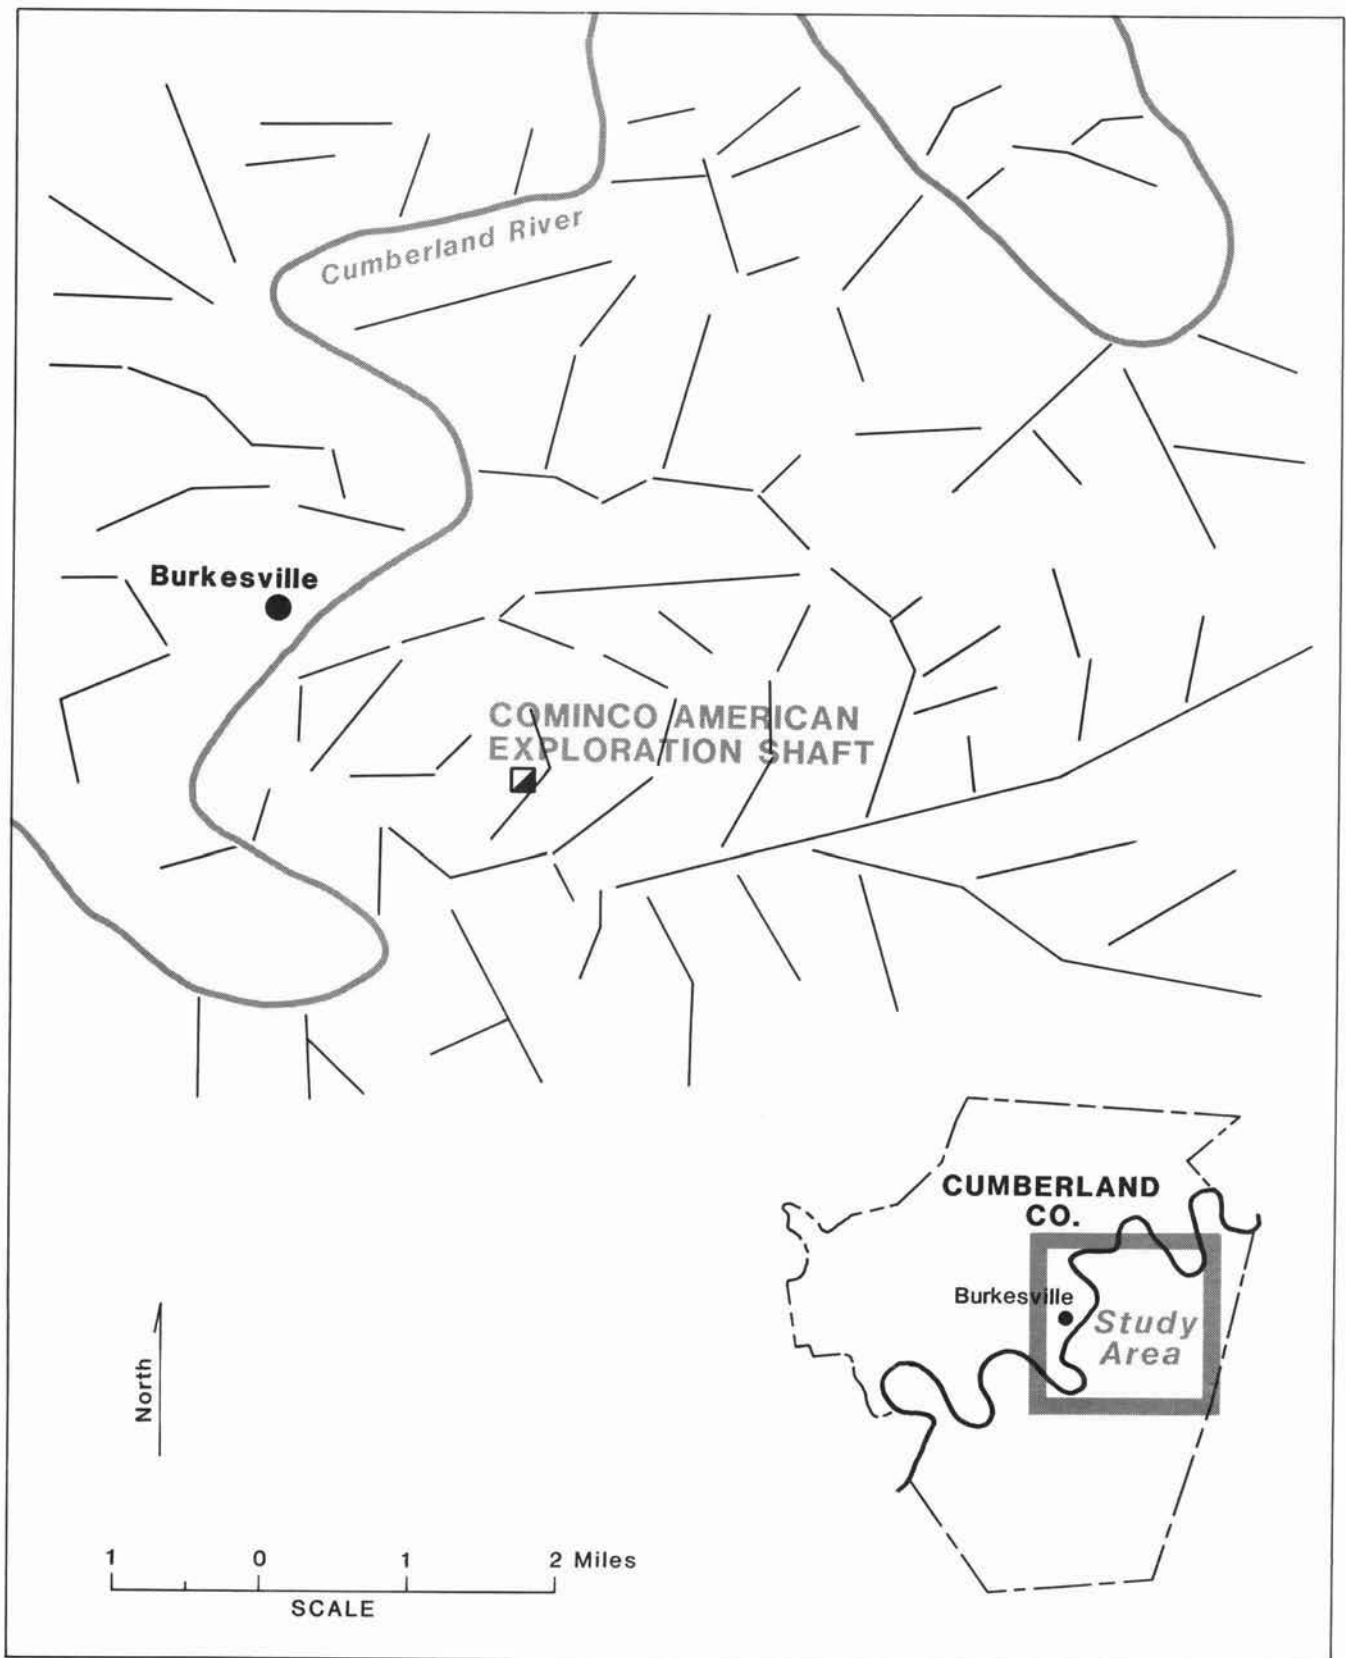 Cumberland River
Burkesville
COMINCO AMERICAN
EXPLORATION SHAFT
CUMBERLAND
CO.
Burkesville
Study
Area
North
1 0 1 2 Miles
SCALE